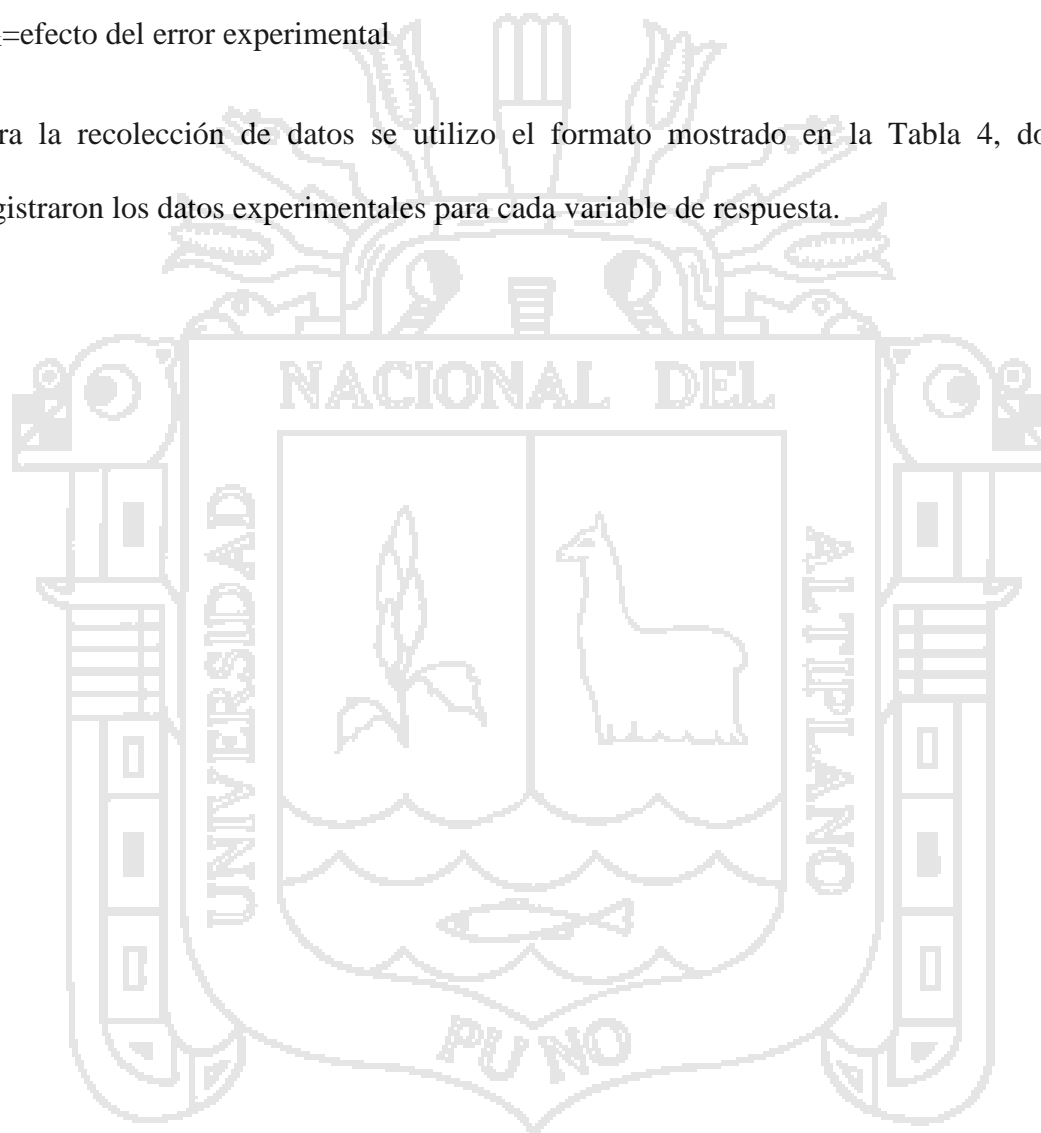 =efecto del error experimental
ra la recolección de datos se utilizo el formato mostrado en la Tabla 4, do
gistraron los datos experimentales para cada variable de respuesta.
NACIONAL DEL
UNIVERSIDAD
ALTIPLANO
PUNO